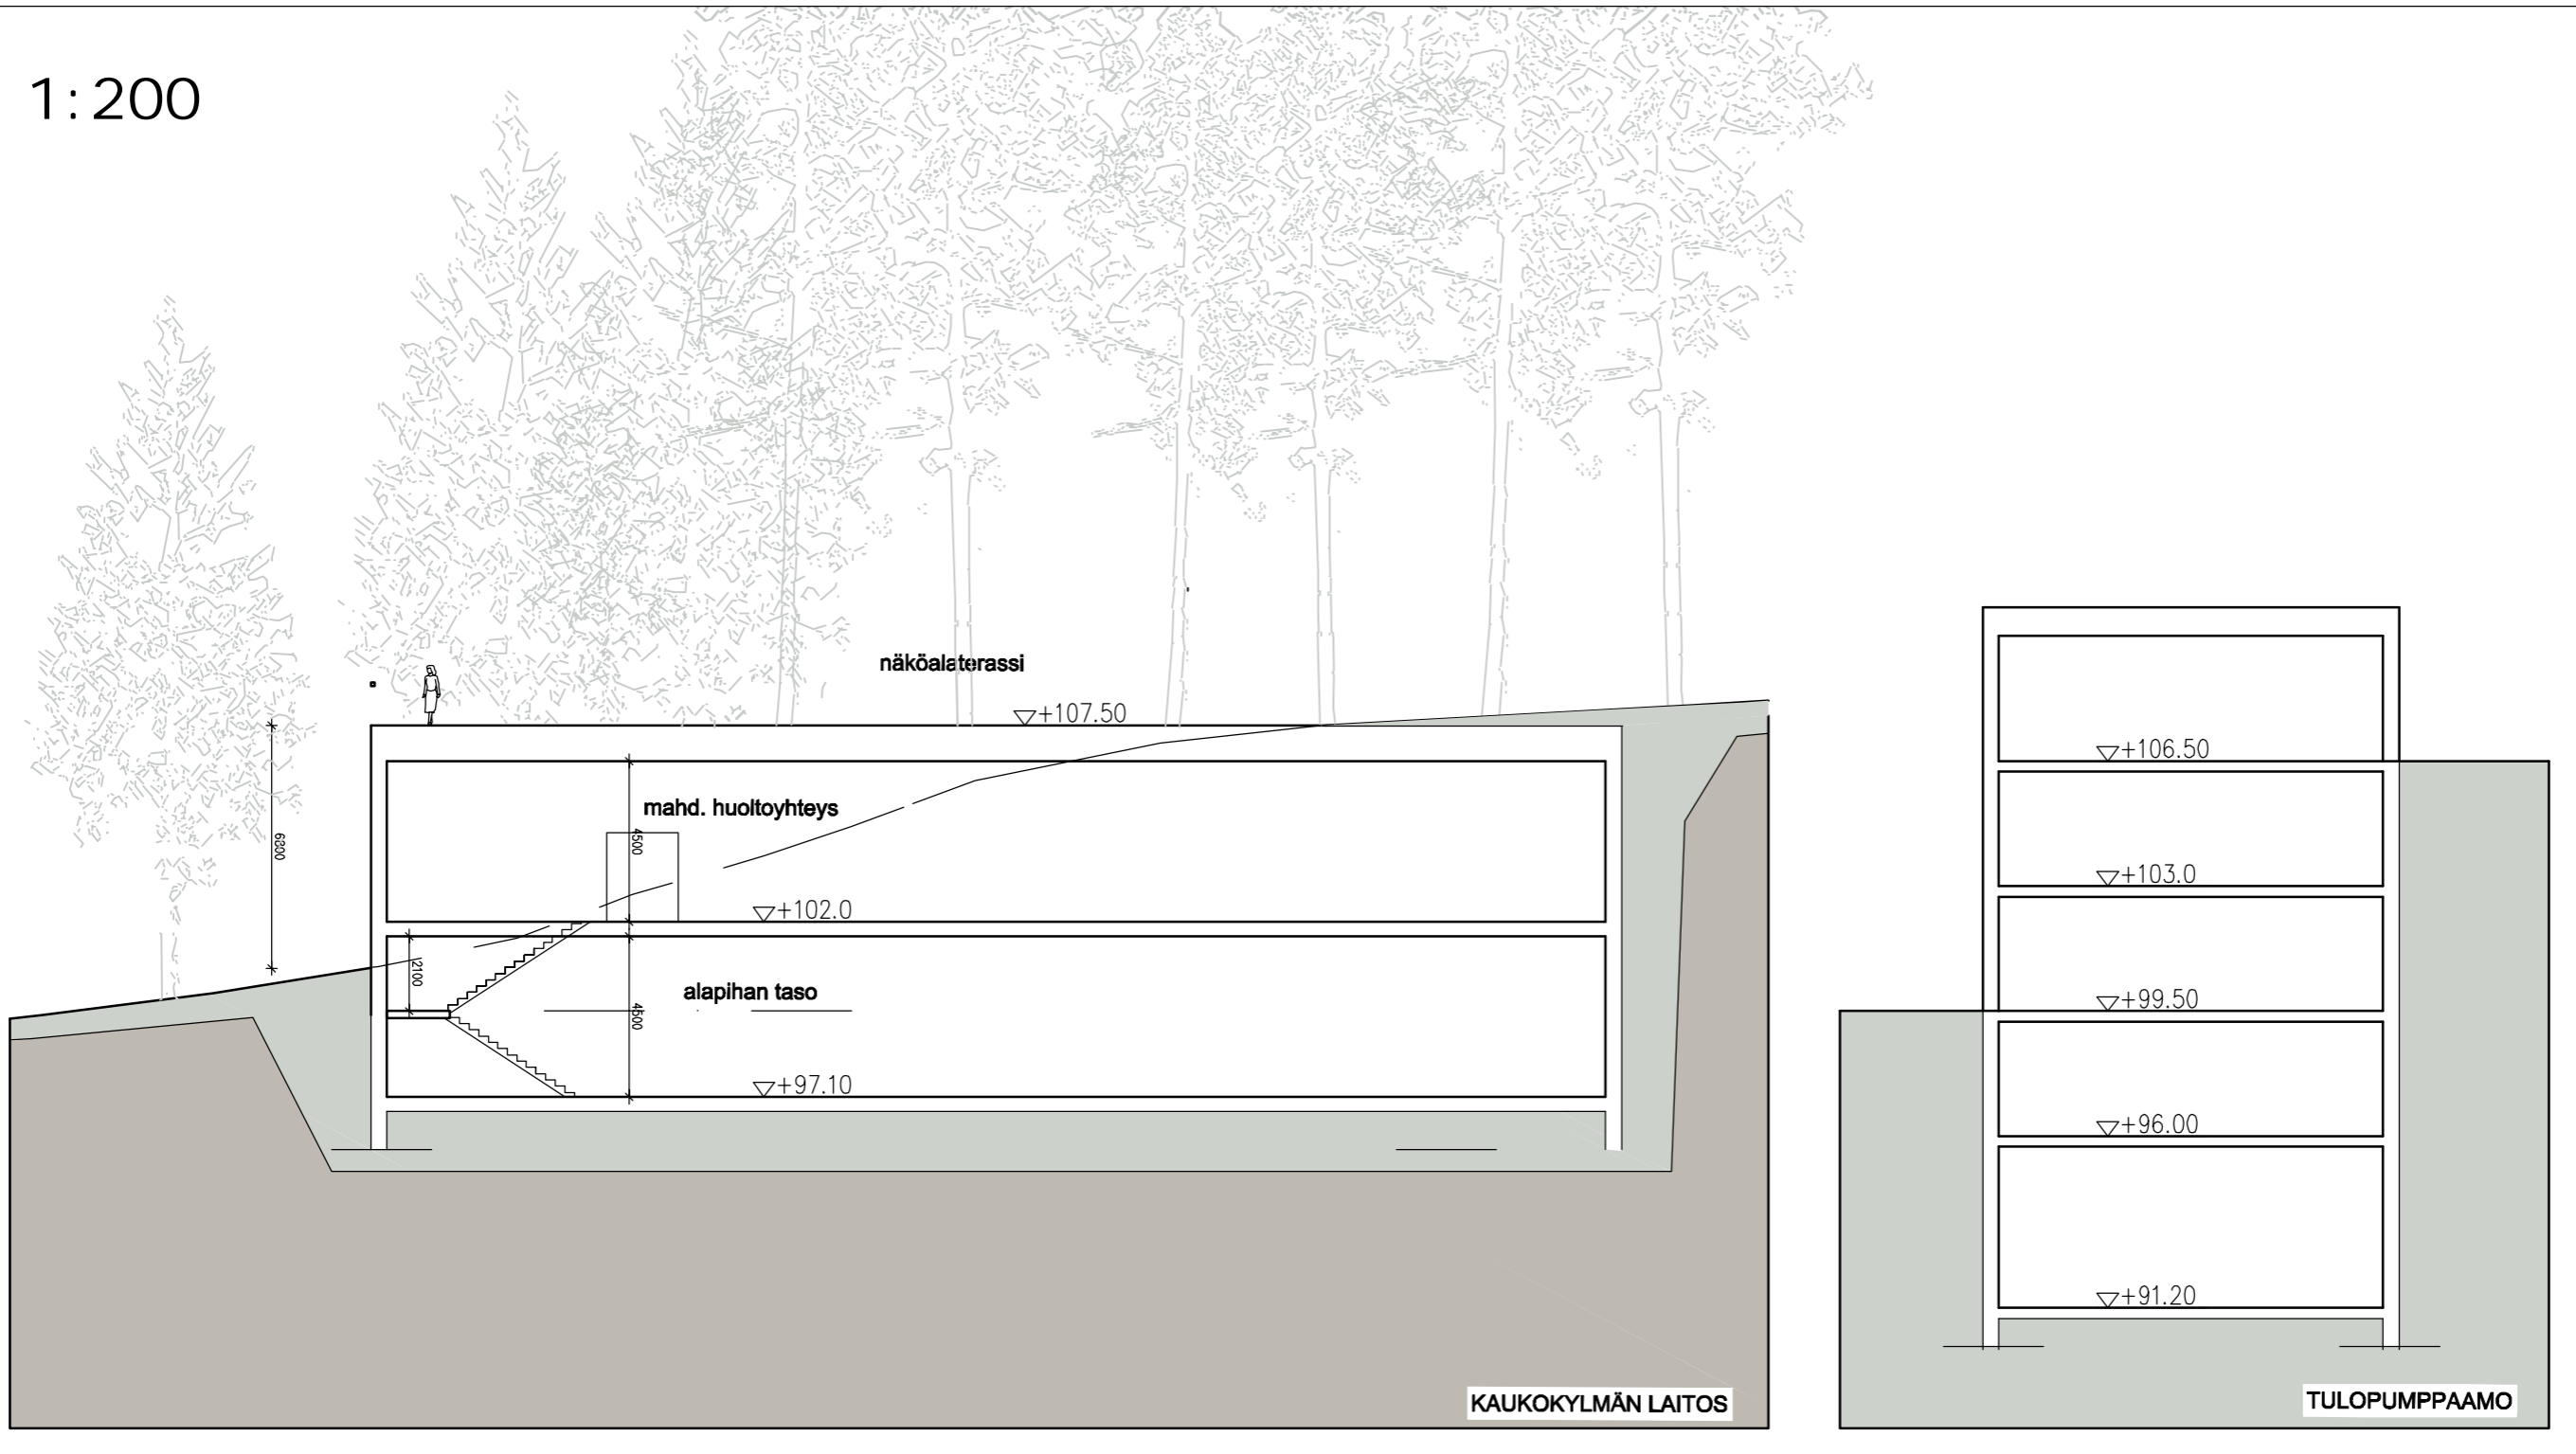 1:200
näköalaterassi
+107.50
mahd. huoltoyhteys
4500
6800
+102.0
2100
alapihan taso
4500
+97.10
KAUKOKYLMÄN LAITOS
+106.50
+103.0
+99.50
+96.00
+91.20
TULOPUMPPAAMO